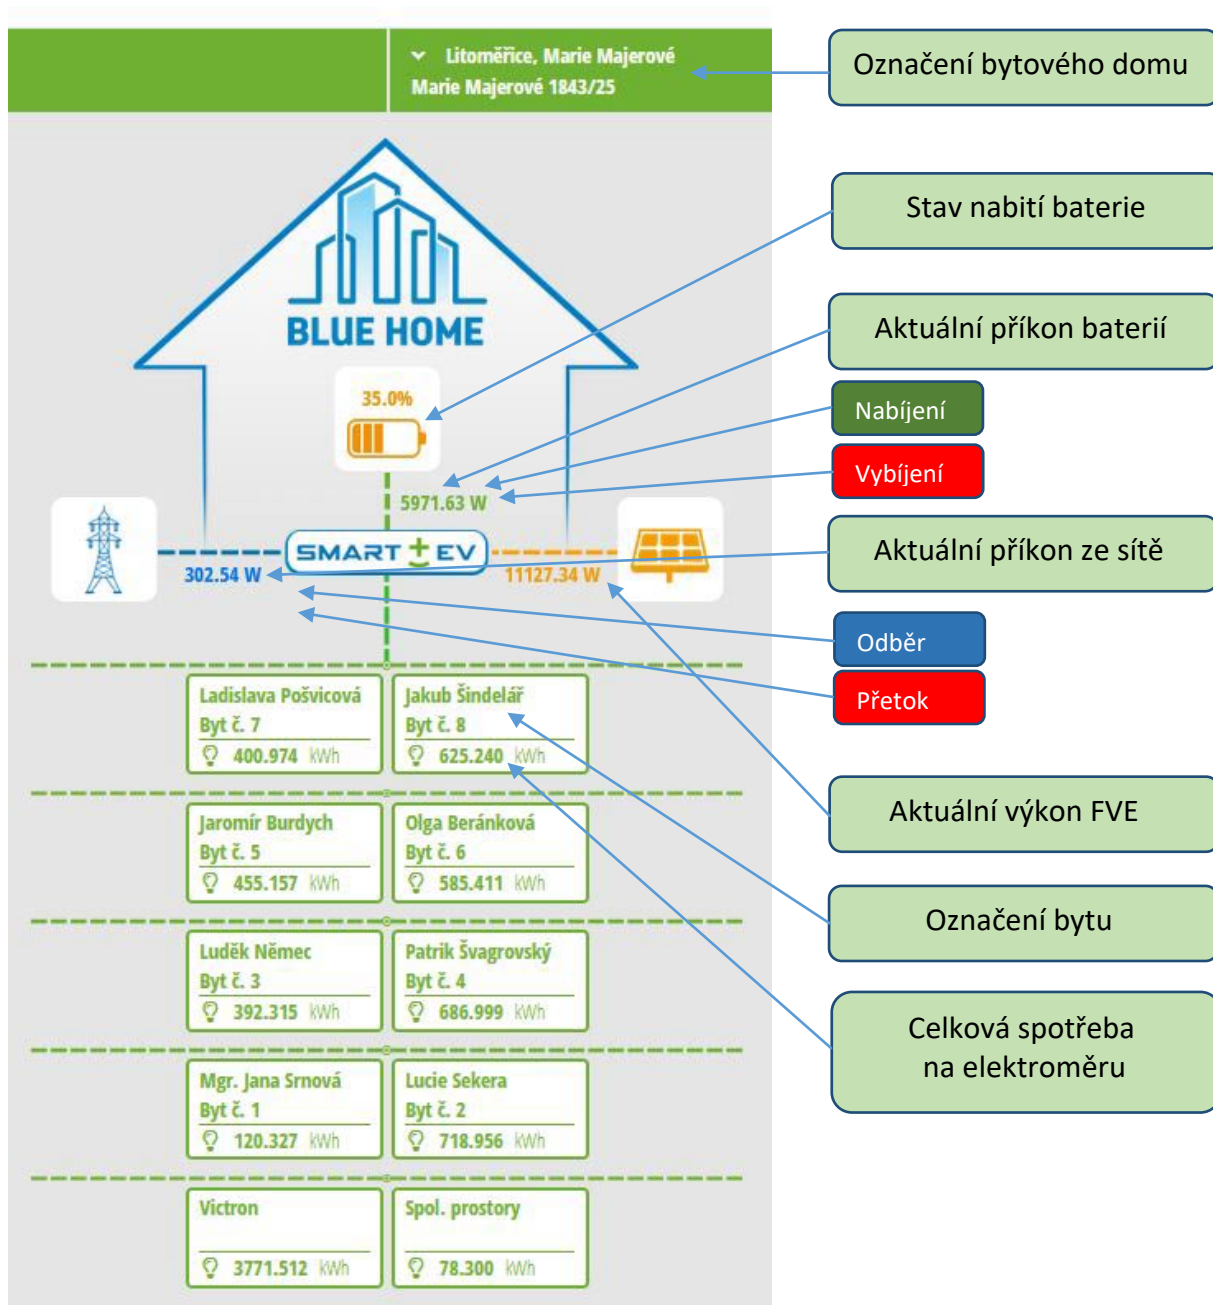 Litoměřice, Marie Majerové
Marie Majerové 1843/25
Označení bytového domu
Stav nabití baterie
BLUE HOME
Aktuální příkon baterií
35.0%
Nabíjení
Vybíjení
5971.63 W
SMART ± EV
Aktuální příkon ze sítě
302.54 W
11127.34 W
Odběr
Přetok
Ladislava Pošvicová
Byt č. 7
400.974 kWh
Jakub Šindelář
Byt č. 8
625.240 kWh
Aktuální výkon FVE
Jaromír Burdych
Byt č. 5
455.157 kWh
Olga Beránková
Byt č. 6
585.411 kWh
Označení bytu
Luděk Němec
Byt č. 3
392.315 kWh
Patrik Švagrovský
Byt č. 4
686.999 kWh
Celková spotřeba
na elektroměru
Mgr. Jana Srnová
Byt č. 1
120.327 kWh
Lucie Sekera
Byt č. 2
718.956 kWh
Victron
3771.512 kWh
Spol. prostory
78.300 kWh